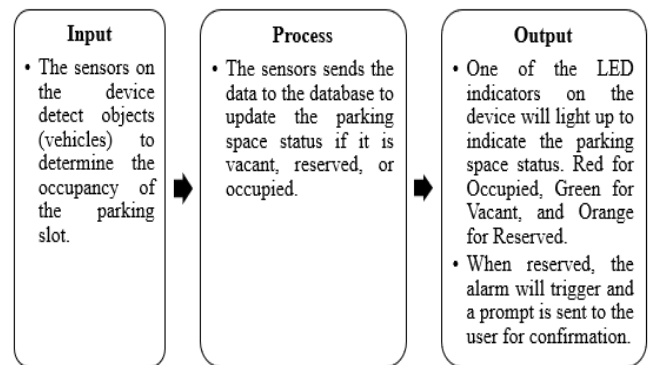 Input
• The sensors on
the device
detect objects
(vehicles) to
determine the
occupancy of
the parking
slot.
Process
• The sensors sends the
data to the database to
update the parking
space status if it is
vacant, reserved, or
occupied.
Output
• One of the LED
indicators on the
device will light up to
indicate the parking
space status. Red for
Occupied, Green for
Vacant, and Orange
for Reserved.
• When reserved, the
alarm will trigger and
a prompt is sent to the
user for confirmation.